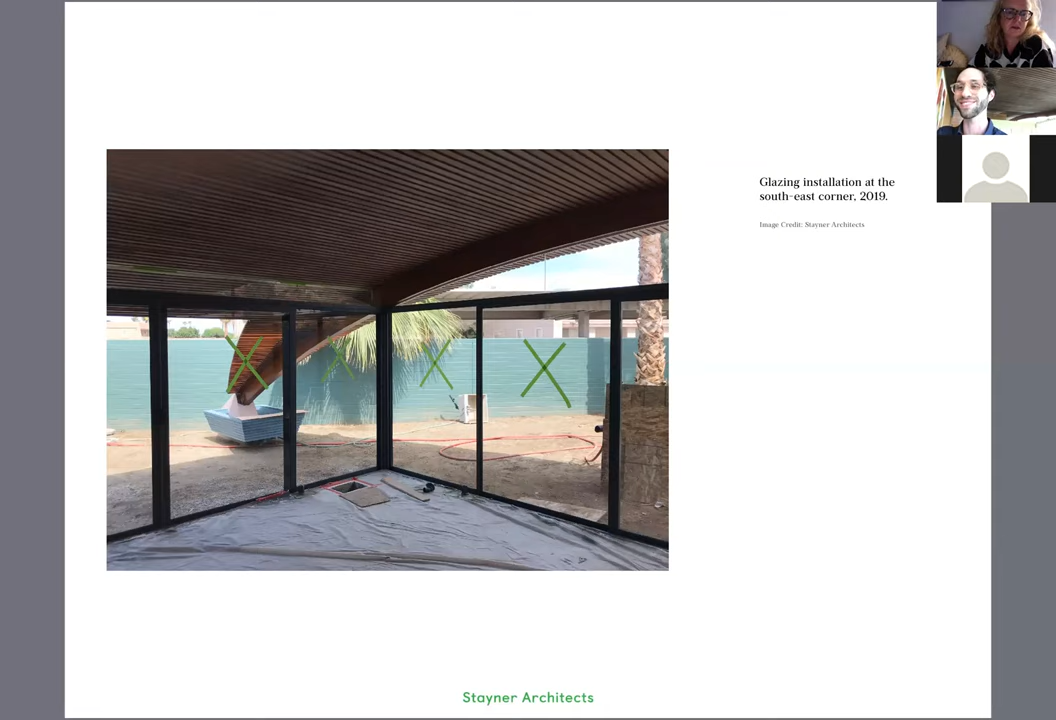 Glazing installation at the
south-east corner, 2019.
Image Credit: Stayner Architects
Stayner Architects